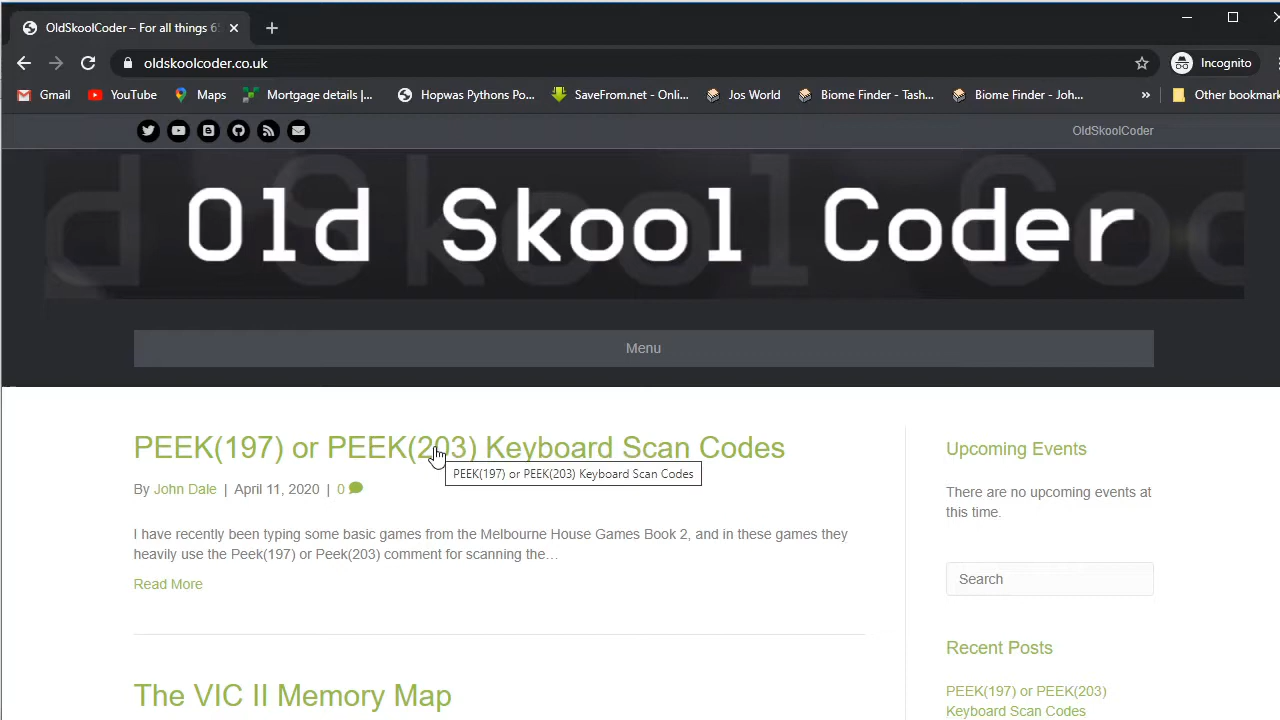 OldSkoolCoder – For all things 6
oldskoolcoder.co.uk
Incognito
Gmail
YouTube
Maps
Mortgage details |...
Hopwas Pythons Po...
SaveFrom.net - Onli...
Jos World
Biome Finder - Tash...
Biome Finder - Joh...
»
Other bookmark
OldSkoolCoder
Old Skool Coder
Menu
PEEK(197) or PEEK(203) Keyboard Scan Codes
PEEK(197) or PEEK(203) Keyboard Scan Codes
By John Dale | April 11, 2020 | 0
I have recently been typing some basic games from the Melbourne House Games Book 2, and in these games they
heavily use the Peek(197) or Peek(203) comment for scanning the…
Read More
The VIC II Memory Map
Upcoming Events
There are no upcoming events at
this time.
Search
Recent Posts
PEEK(197) or PEEK(203)
Keyboard Scan Codes